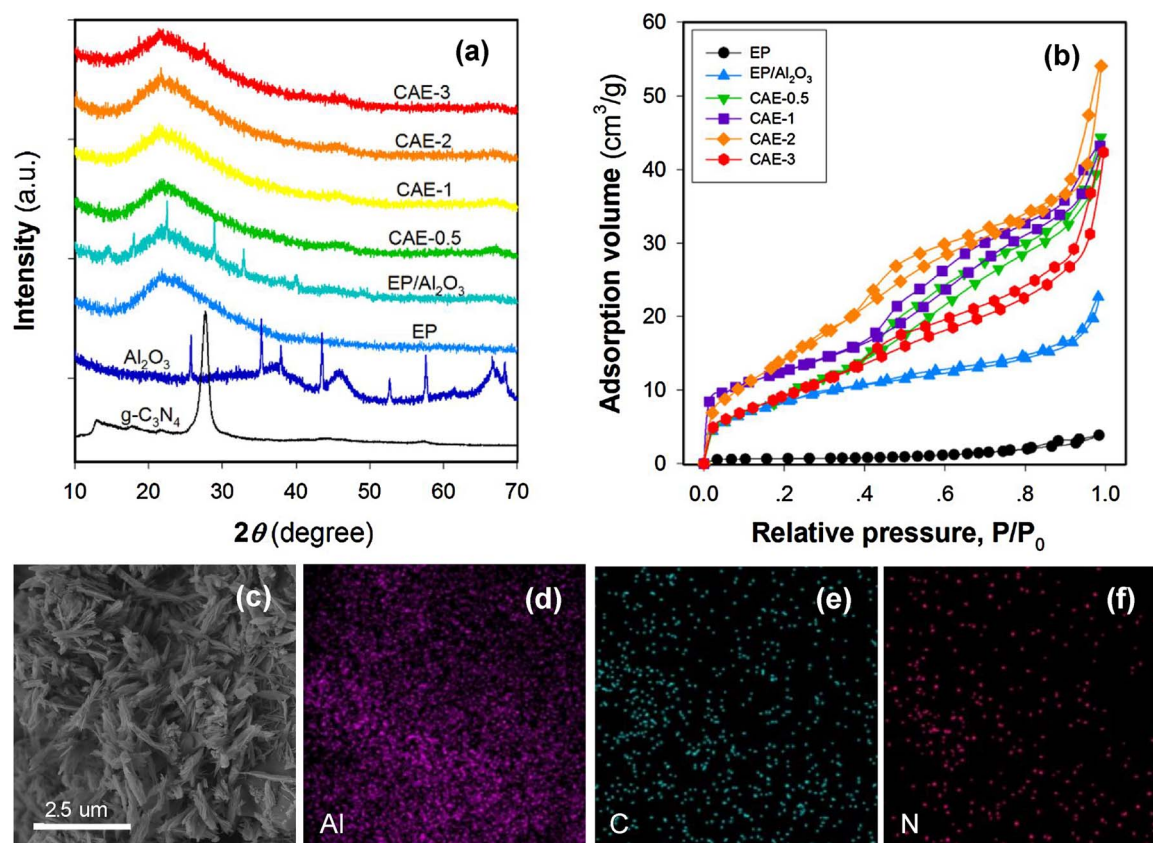 (a)
CAE-3
CAE-2
CAE-1
CAE-0.5
EP/Al₂O₃
EP
Al₂O₃
g-C₃N₄
Intensity (a.u.)
10 20 30 40 50 60 70
2θ (degree)
(b)
EP
EP/Al₂O₃
CAE-0.5
CAE-1
CAE-2
CAE-3
Adsorption volume (cm³/g)
60
50
40
30
20
10
0
0.0 .2 .4 .6 .8 1.0
Relative pressure, P/P₀
(c)
2.5 um
(d)
Al
(e)
C
(f)
N